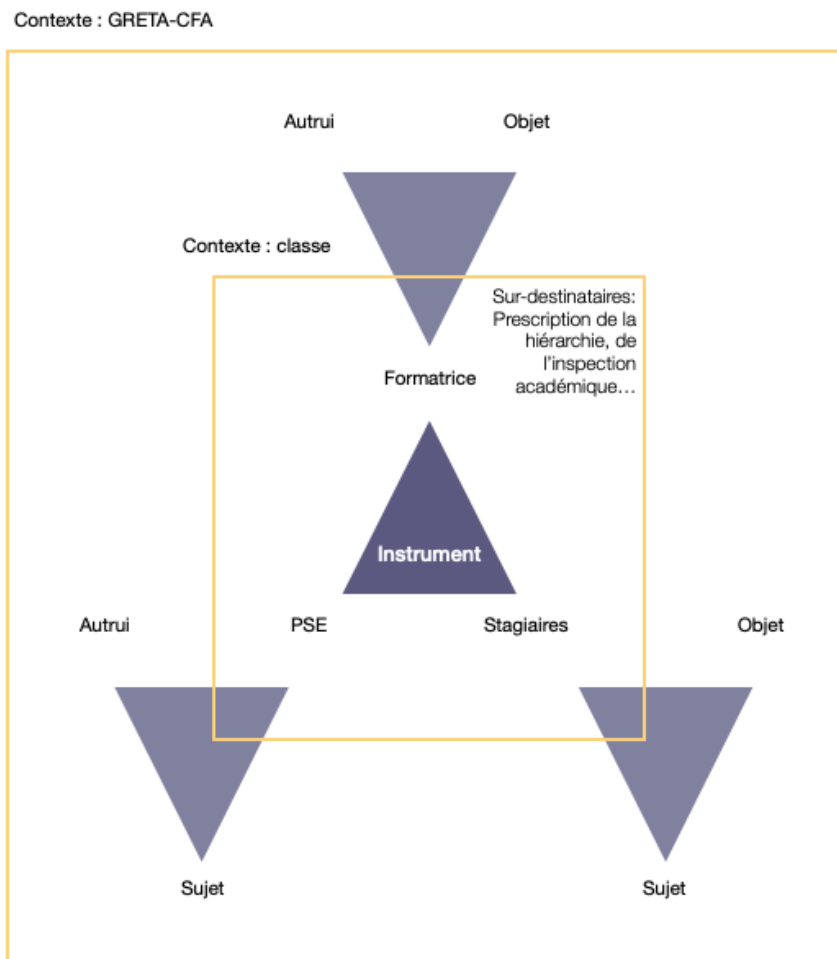 Contexte : GRETA-CFA
Autrui
Objet
Contexte : classe
Sur-destinataires:
Prescription de la
hiérarchie, de
l'inspection
académique…
Formatrice
Instrument
Autrui
PSE
Stagiaires
Objet
Sujet
Sujet